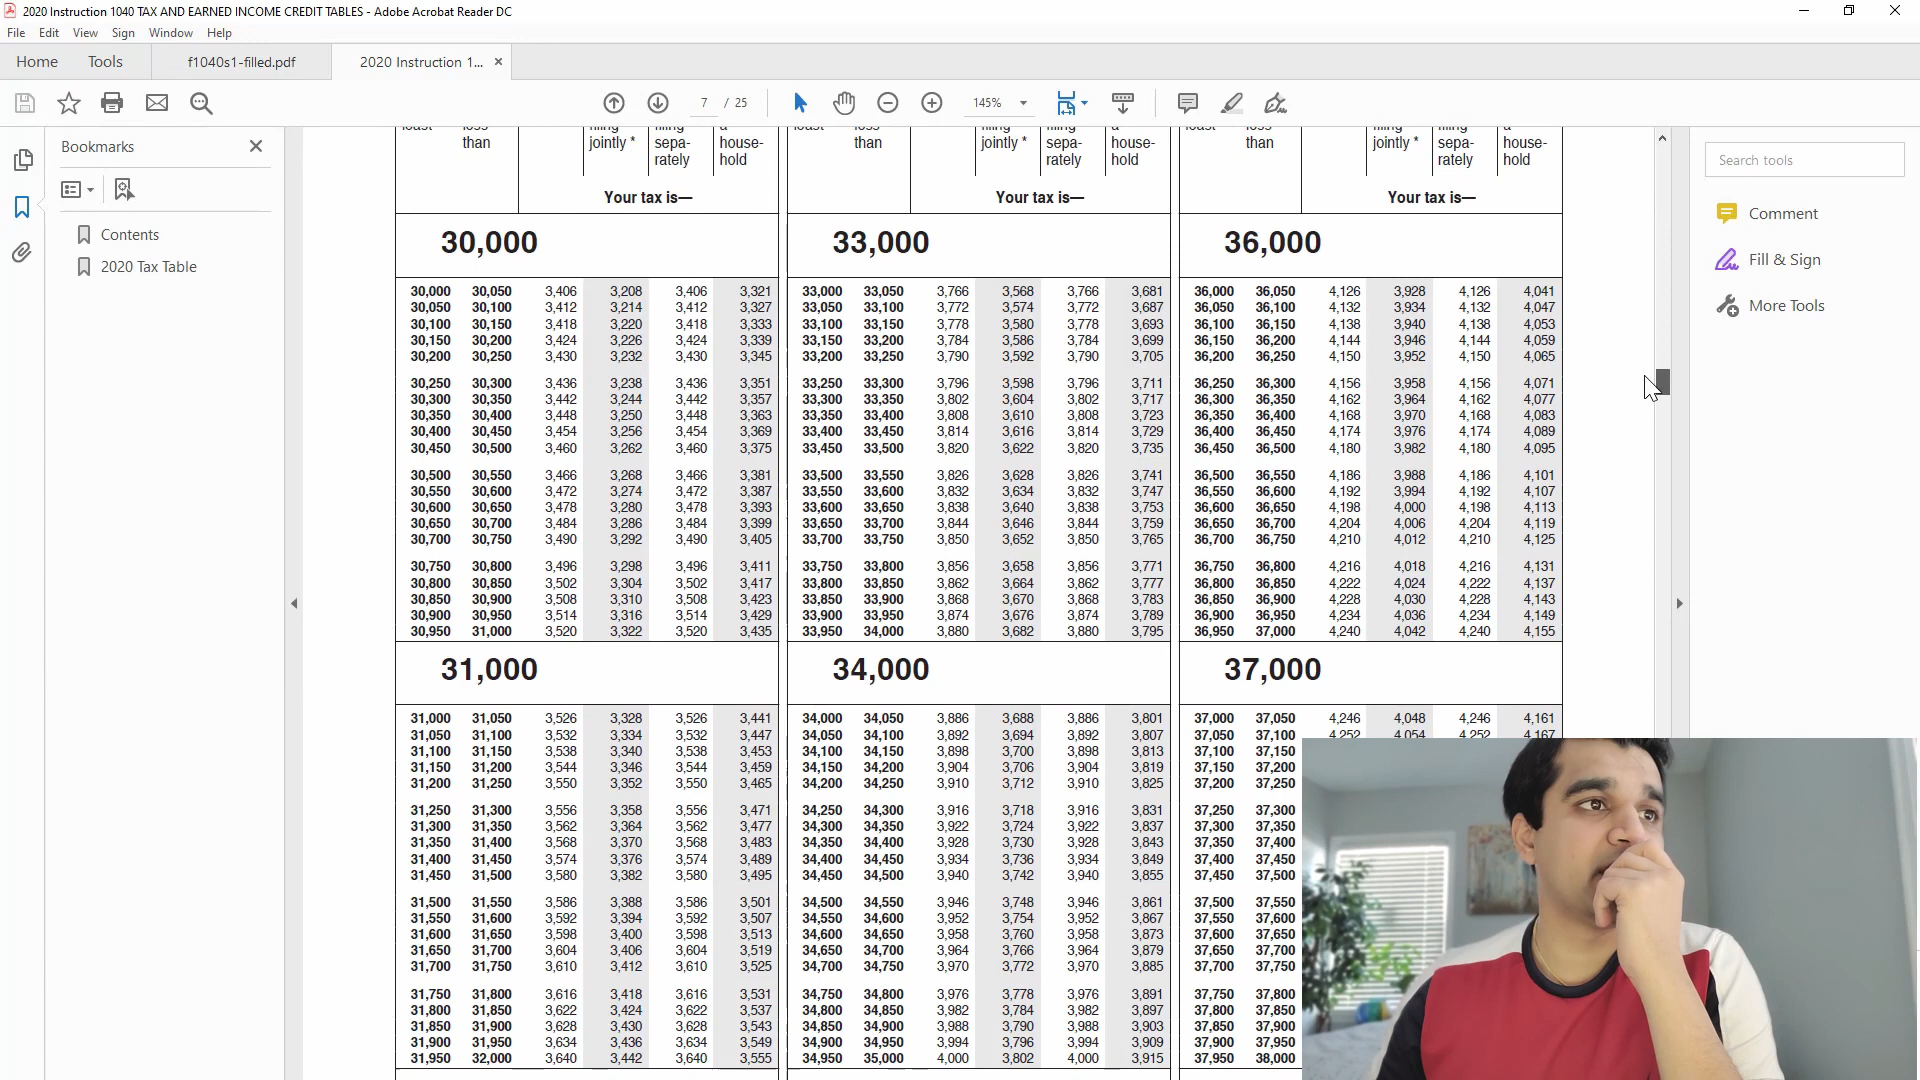 2020 Instruction 1040 TAX AND EARNED INCOME CREDIT TABLES - Adobe Acrobat Reader DC
File Edit View Sign Window Help
Home Tools f1040s1-filled.pdf 2020 Instruction 1... ×
7 / 25 145%
Bookmarks
Contents
2020 Tax Table
Search tools
Comment
Fill & Sign
More Tools
than jointly * sepa- house- than jointly * sepa- house- than jointly * sepa- house-
rately hold rately hold rately hold
Your tax is— Your tax is— Your tax is—
30,000 33,000 36,000
30,000 30,050 3,406 3,208 3,406 3,321 33,000 33,050 3,766 3,568 3,766 3,681 36,000 36,050 4,126 3,928 4,126 4,041
30,050 30,100 3,412 3,214 3,412 3,327 33,050 33,100 3,772 3,574 3,772 3,687 36,050 36,100 4,132 3,934 4,132 4,047
30,100 30,150 3,418 3,220 3,418 3,333 33,100 33,150 3,778 3,580 3,778 3,693 36,100 36,150 4,138 3,940 4,138 4,053
30,150 30,200 3,424 3,226 3,424 3,339 33,150 33,200 3,784 3,586 3,784 3,699 36,150 36,200 4,144 3,946 4,144 4,059
30,200 30,250 3,430 3,232 3,430 3,345 33,200 33,250 3,790 3,592 3,790 3,705 36,200 36,250 4,150 3,952 4,150 4,065
30,250 30,300 3,436 3,238 3,436 3,351 33,250 33,300 3,796 3,598 3,796 3,711 36,250 36,300 4,156 3,958 4,156 4,071
30,300 30,350 3,442 3,244 3,442 3,357 33,300 33,350 3,802 3,604 3,802 3,717 36,300 36,350 4,162 3,964 4,162 4,077
30,350 30,400 3,448 3,250 3,448 3,363 33,350 33,400 3,808 3,610 3,808 3,723 36,350 36,400 4,168 3,970 4,168 4,083
30,400 30,450 3,454 3,256 3,454 3,369 33,400 33,450 3,814 3,616 3,814 3,729 36,400 36,450 4,174 3,976 4,174 4,089
30,450 30,500 3,460 3,262 3,460 3,375 33,450 33,500 3,820 3,622 3,820 3,735 36,450 36,500 4,180 3,982 4,180 4,095
30,500 30,550 3,466 3,268 3,466 3,381 33,500 33,550 3,826 3,628 3,826 3,741 36,500 36,550 4,186 3,988 4,186 4,101
30,550 30,600 3,472 3,274 3,472 3,387 33,550 33,600 3,832 3,634 3,832 3,747 36,550 36,600 4,192 3,994 4,192 4,107
30,600 30,650 3,478 3,280 3,478 3,393 33,600 33,650 3,838 3,640 3,838 3,753 36,600 36,650 4,198 4,000 4,198 4,113
30,650 30,700 3,484 3,286 3,484 3,399 33,650 33,700 3,844 3,646 3,844 3,759 36,650 36,700 4,204 4,006 4,204 4,119
30,700 30,750 3,490 3,292 3,490 3,405 33,700 33,750 3,850 3,652 3,850 3,765 36,700 36,750 4,210 4,012 4,210 4,125
30,750 30,800 3,496 3,298 3,496 3,411 33,750 33,800 3,856 3,658 3,856 3,771 36,750 36,800 4,216 4,018 4,216 4,131
30,800 30,850 3,502 3,304 3,502 3,417 33,800 33,850 3,862 3,664 3,862 3,777 36,800 36,850 4,222 4,024 4,222 4,137
30,850 30,900 3,508 3,310 3,508 3,423 33,850 33,900 3,868 3,670 3,868 3,783 36,850 36,900 4,228 4,030 4,228 4,143
30,900 30,950 3,514 3,316 3,514 3,429 33,900 33,950 3,874 3,676 3,874 3,789 36,900 36,950 4,234 4,036 4,234 4,149
30,950 31,000 3,520 3,322 3,520 3,435 33,950 34,000 3,880 3,682 3,880 3,795 36,950 37,000 4,240 4,042 4,240 4,155
31,000 34,000 37,000
31,000 31,050 3,526 3,328 3,526 3,441 34,000 34,050 3,886 3,688 3,886 3,801 37,000 37,050 4,246 4,048 4,246 4,161
31,050 31,100 3,532 3,334 3,532 3,447 34,050 34,100 3,892 3,694 3,892 3,807 37,050 37,100 4,252 4,054 4,252 4,167
31,100 31,150 3,538 3,340 3,538 3,453 34,100 34,150 3,898 3,700 3,898 3,813 37,100 37,150
31,150 31,200 3,544 3,346 3,544 3,459 34,150 34,200 3,904 3,706 3,904 3,819 37,150 37,200
31,200 31,250 3,550 3,352 3,550 3,465 34,200 34,250 3,910 3,712 3,910 3,825 37,200 37,250
31,250 31,300 3,556 3,358 3,556 3,471 34,250 34,300 3,916 3,718 3,916 3,831 37,250 37,300
31,300 31,350 3,562 3,364 3,562 3,477 34,300 34,350 3,922 3,724 3,922 3,837 37,300 37,350
31,350 31,400 3,568 3,370 3,568 3,483 34,350 34,400 3,928 3,730 3,928 3,843 37,350 37,400
31,400 31,450 3,574 3,376 3,574 3,489 34,400 34,450 3,934 3,736 3,934 3,849 37,400 37,450
31,450 31,500 3,580 3,382 3,580 3,495 34,450 34,500 3,940 3,742 3,940 3,855 37,450 37,500
31,500 31,550 3,586 3,388 3,586 3,501 34,500 34,550 3,946 3,748 3,946 3,861 37,500 37,550
31,550 31,600 3,592 3,394 3,592 3,507 34,550 34,600 3,952 3,754 3,952 3,867 37,550 37,600
31,600 31,650 3,598 3,400 3,598 3,513 34,600 34,650 3,958 3,760 3,958 3,873 37,600 37,650
31,650 31,700 3,604 3,406 3,604 3,519 34,650 34,700 3,964 3,766 3,964 3,879 37,650 37,700
31,700 31,750 3,610 3,412 3,610 3,525 34,700 34,750 3,970 3,772 3,970 3,885 37,700 37,750
31,750 31,800 3,616 3,418 3,616 3,531 34,750 34,800 3,976 3,778 3,976 3,891 37,750 37,800
31,800 31,850 3,622 3,424 3,622 3,537 34,800 34,850 3,982 3,784 3,982 3,897 37,800 37,850
31,850 31,900 3,628 3,430 3,628 3,543 34,850 34,900 3,988 3,790 3,988 3,903 37,850 37,900
31,900 31,950 3,634 3,436 3,634 3,549 34,900 34,950 3,994 3,796 3,994 3,909 37,900 37,950
31,950 32,000 3,640 3,442 3,640 3,555 34,950 35,000 4,000 3,802 4,000 3,915 37,950 38,000